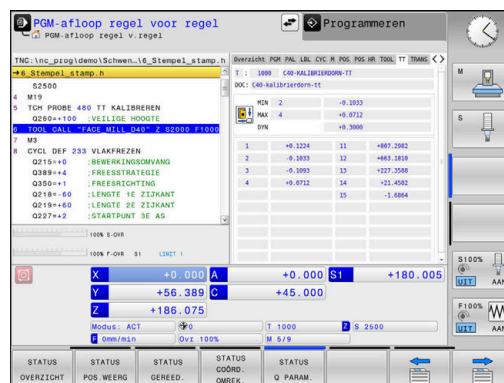 PGM-afloop regel voor regel
PGM-afloop regel v.regel
Programmeren
TNC:\nc_prog\demo\Schwen…\6_Stempel_stamp.h
→6_Stempel_stamp.h
S2500
4 M19
5 TCH PROBE 480 TT KALIBREREN
Q260=+100 ;VEILIGE HOOGTE
6 TOOL CALL "FACE_MILL_D40" Z S2000 F1000
7 M3
8 CYCL DEF 233 VLAKFREZEN
Q215=+0 ;BEWERKINGSOMVANG
Q389=+4 ;FREESSTRATEGIE
Q350=+1 ;FREESRICHTING
Q218=-60 ;LENGTE 1E ZIJKANT
Q219=-60 ;LENGTE 2E ZIJKANT
Q227=+2 ;STARTPUNT 3E AS
100% S-OVR
100% F-OVR S1 LIMIT 1
Overzicht PGM PAL LBL CYC M POS POS HR TOOL TT TRANS
T : 1000 C40-KALIBRIERDORN-TT
DOC: C40-kalibrierdorn-tt
MIN 2 -0.1033
MAX 4 +0.0712
DYN +0.3000
1 +0.1224 11 +807.2982
2 -0.1033 12 +663.1810
3 -0.1093 13 +227.3588
4 +0.0712 14 +21.4582
15 -1.6864
X +0.000 A +0.000 S1 +180.005
Y +56.389 C +45.000
Z +186.075
Modus: ACT 0 T 1000 Z S 2500
F 0mm/min Ovr 100% M 5/9
STATUS OVERZICHT
STATUS POS.WEERG
STATUS GEREED.
STATUS COÖRD. OMREK.
STATUS Q PARAM.
M
S
S100%
UIT AAN
F100%
UIT AAN